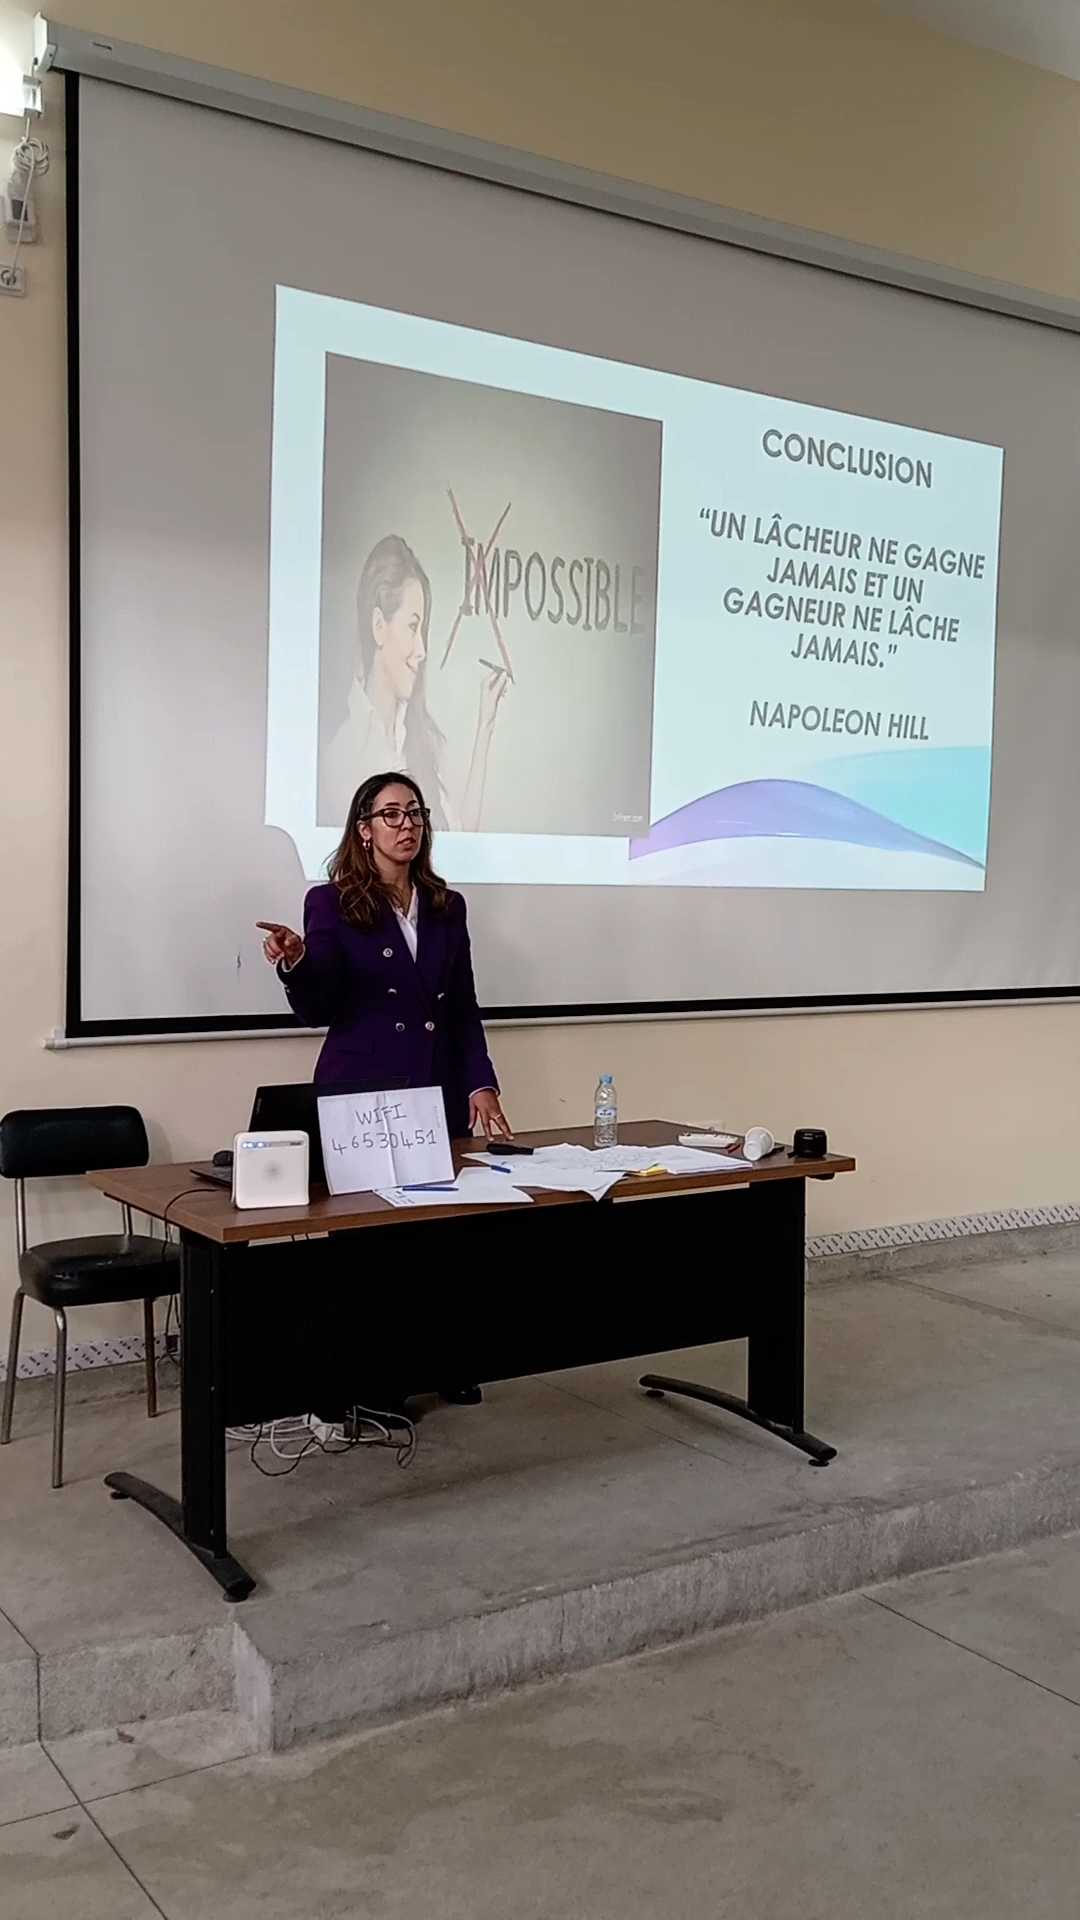 IMPOSSIBLE
CONCLUSION
“UN LÂCHEUR NE GAGNE
JAMAIS ET UN
GAGNEUR NE LÂCHE
JAMAIS.”
NAPOLEON HILL
WIFI
46530451